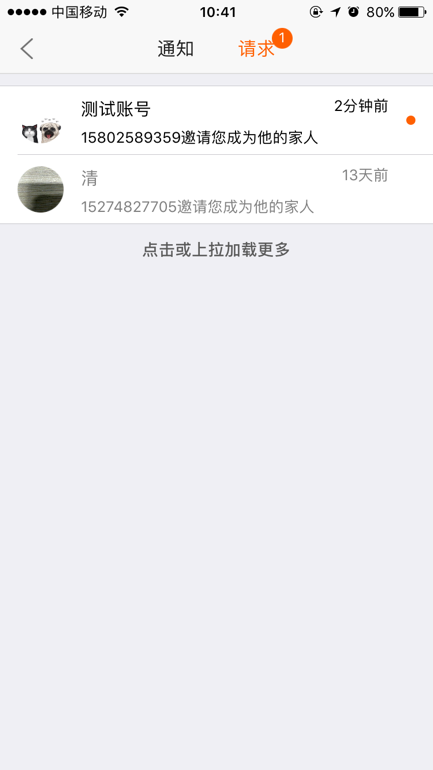 中国移动 10:41 80%
通知 请求 1
测试账号 2分钟前
15802589359邀请您成为他的家人
清 13天前
15274827705邀请您成为他的家人
点击或上拉加载更多